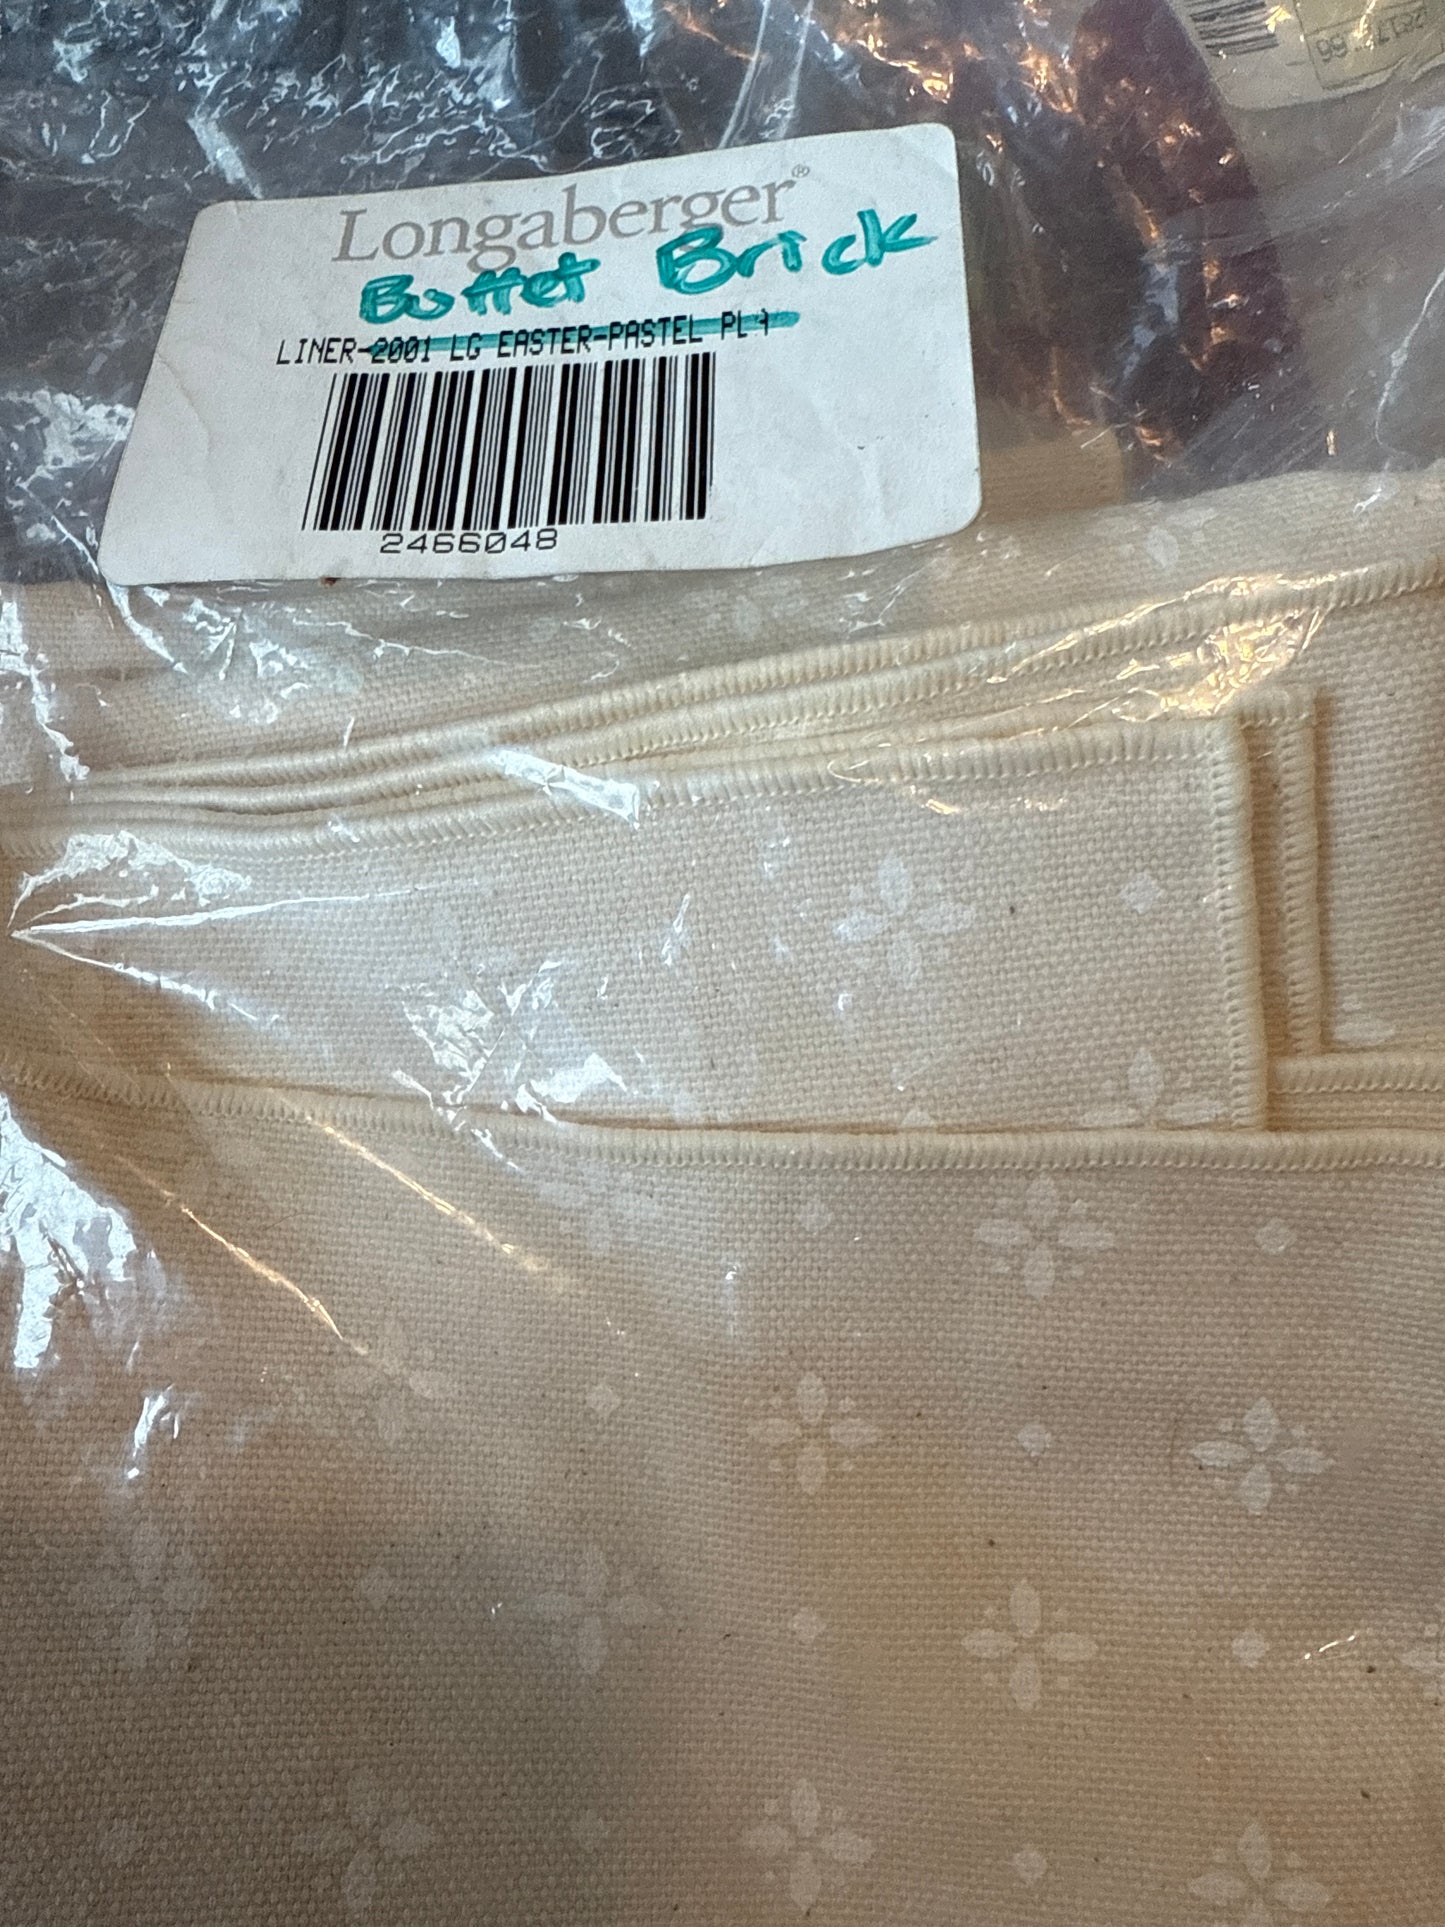 Longaberger®
Buffet Brick
LINER-2001 LG EASTER-PASTEL PL
2466048